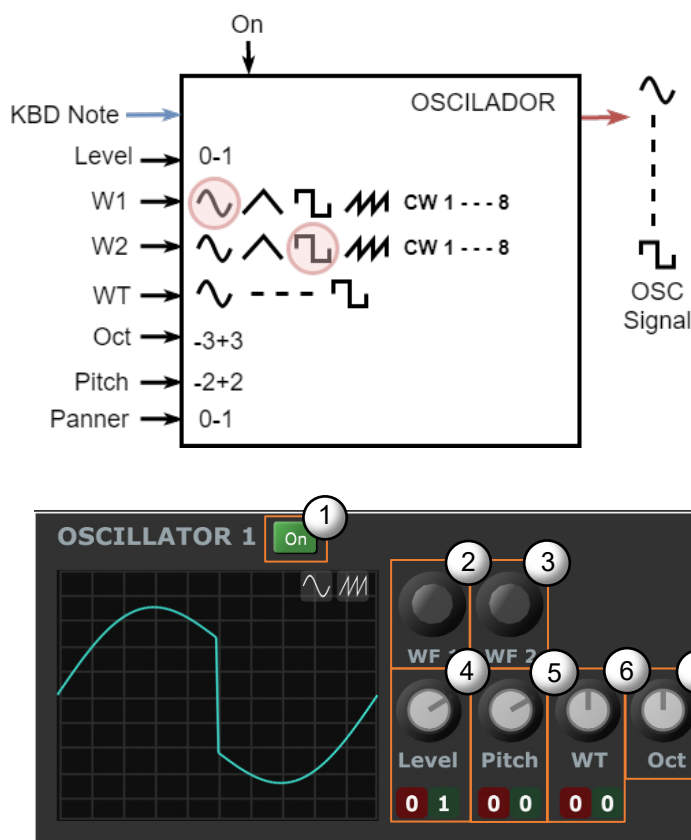 On
OSCILADOR
KBD Note
Level 0-1
W1 CW 1 - - - 8
W2 CW 1 - - - 8
WT
OSC
Signal
Oct -3+3
Pitch -2+2
Panner 0-1
1
OSCILLATOR 1 On
2 3
WF 1 WF 2
4 5 6
Level Pitch WT Oct
0 1 0 0 0 0